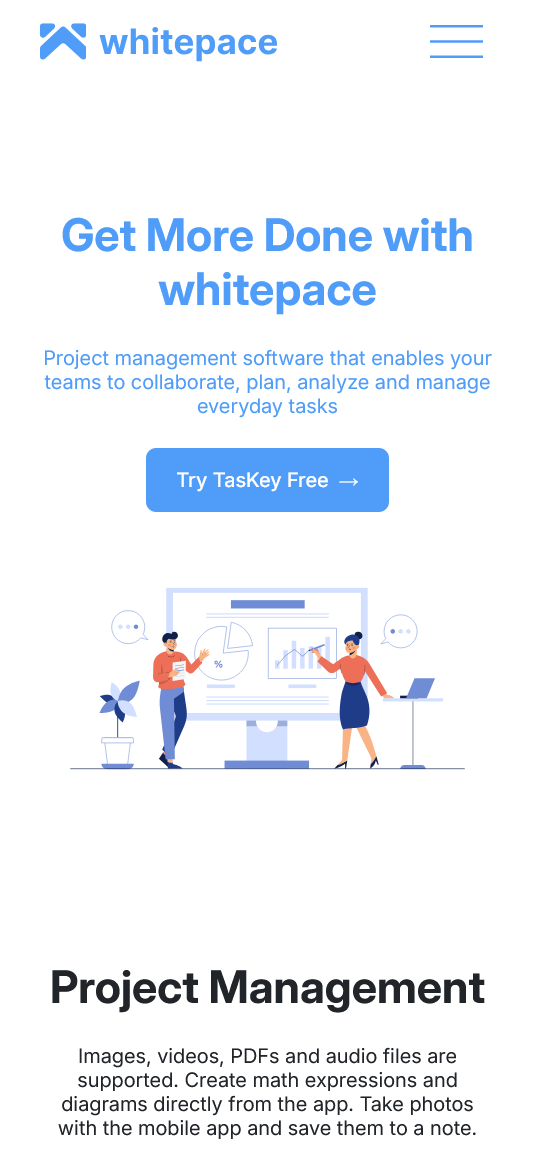 whitepace
Get More Done with
whitepace
Project management software that enables your
teams to collaborate, plan, analyze and manage
everyday tasks
Try TasKey Free →
%
Project Management
Images, videos, PDFs and audio files are
supported. Create math expressions and
diagrams directly from the app. Take photos
with the mobile app and save them to a note.